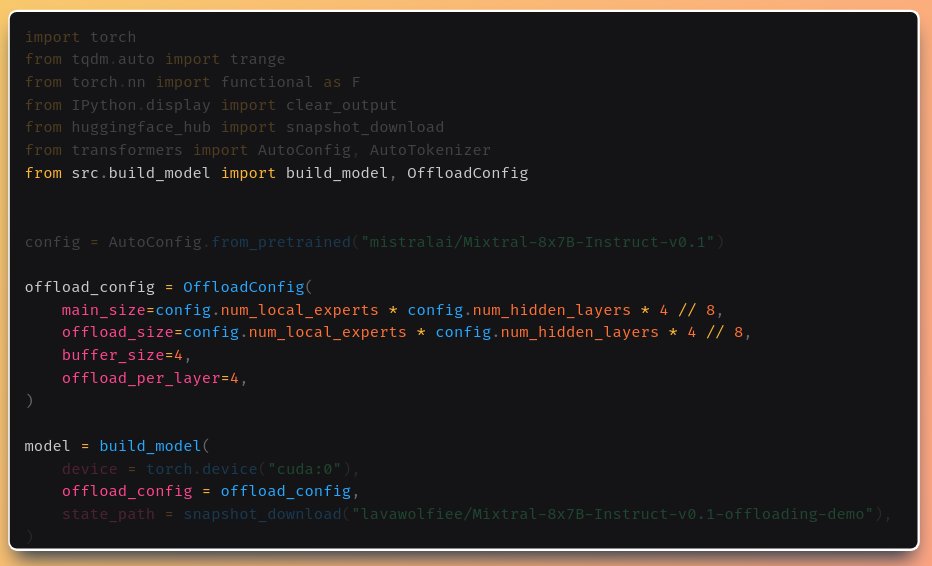 import torch
from tqdm.auto import trange
from torch.nn import functional as F
from IPython.display import clear_output
from huggingface_hub import snapshot_download
from transformers import AutoConfig, AutoTokenizer
from src.build_model import build_model, OffloadConfig
config = AutoConfig.from_pretrained("mistralai/Mixtral-8x7B-Instruct-v0.1")
offload_config = OffloadConfig(
    main_size=config.num_local_experts * config.num_hidden_layers * 4 // 8,
    offload_size=config.num_local_experts * config.num_hidden_layers * 4 // 8,
    buffer_size=4,
    offload_per_layer=4,
)
model = build_model(
    device = torch.device("cuda:0"),
    offload_config = offload_config,
    state_path = snapshot_download("lavawolfiee/Mixtral-8x7B-Instruct-v0.1-offloading-demo"),
)